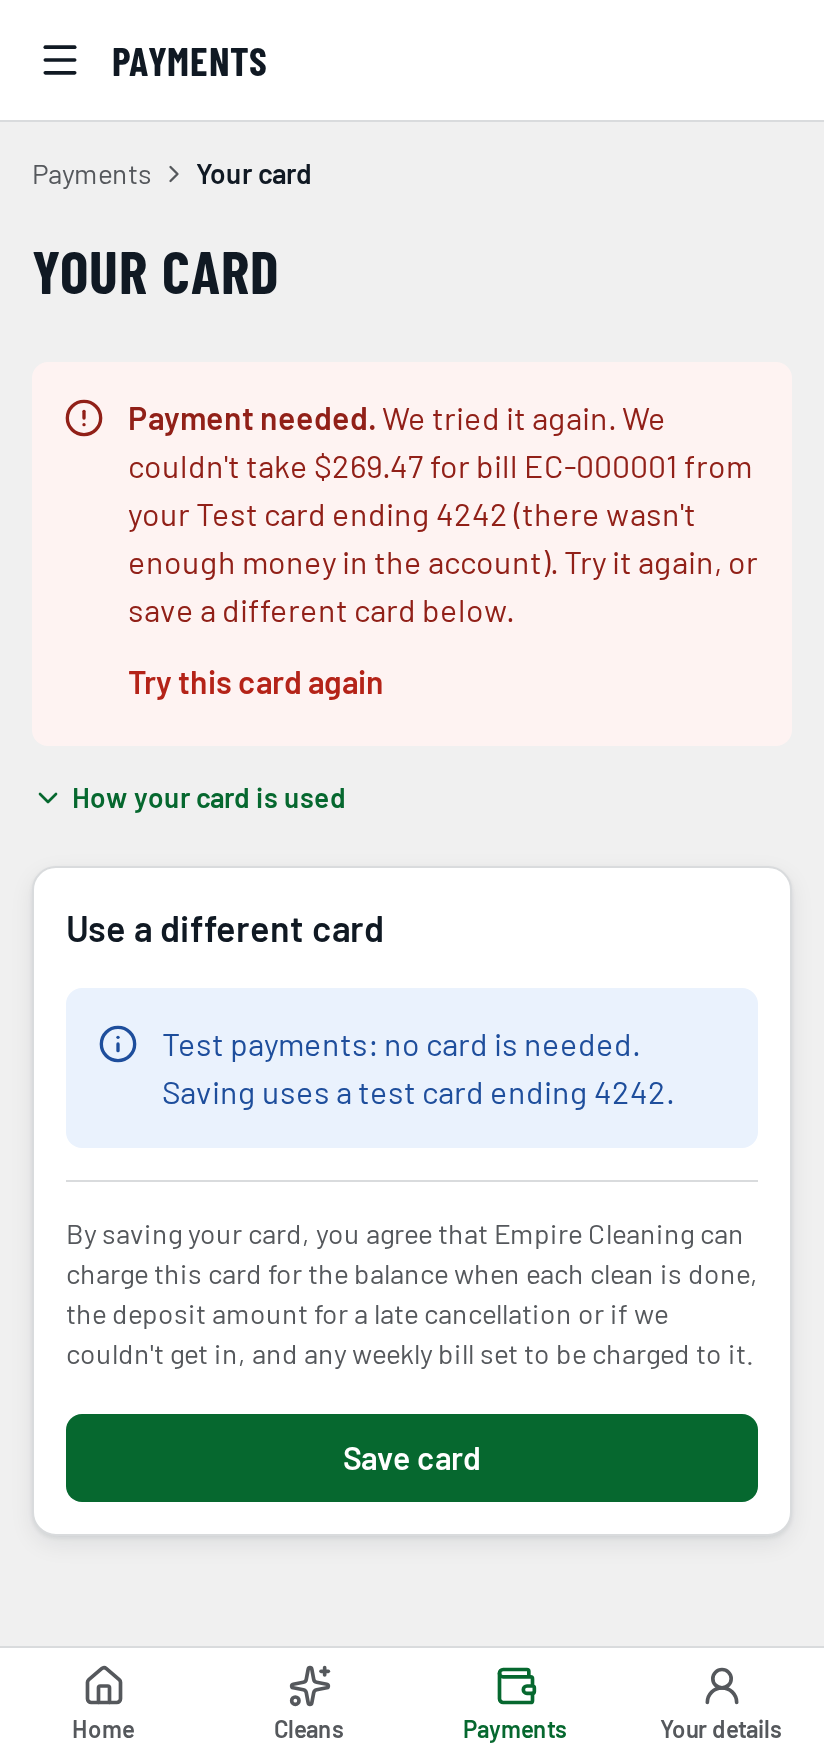 PAYMENTS
Payments > Your card
YOUR CARD
Payment needed. We tried it again. We
couldn't take $269.47 for bill EC-000001 from
your Test card ending 4242 (there wasn't
enough money in the account). Try it again, or
save a different card below.
Try this card again
How your card is used
Use a different card
Test payments: no card is needed.
Saving uses a test card ending 4242.
By saving your card, you agree that Empire Cleaning can
charge this card for the balance when each clean is done,
the deposit amount for a late cancellation or if we
couldn't get in, and any weekly bill set to be charged to it.
Save card
Home Cleans Payments Your details